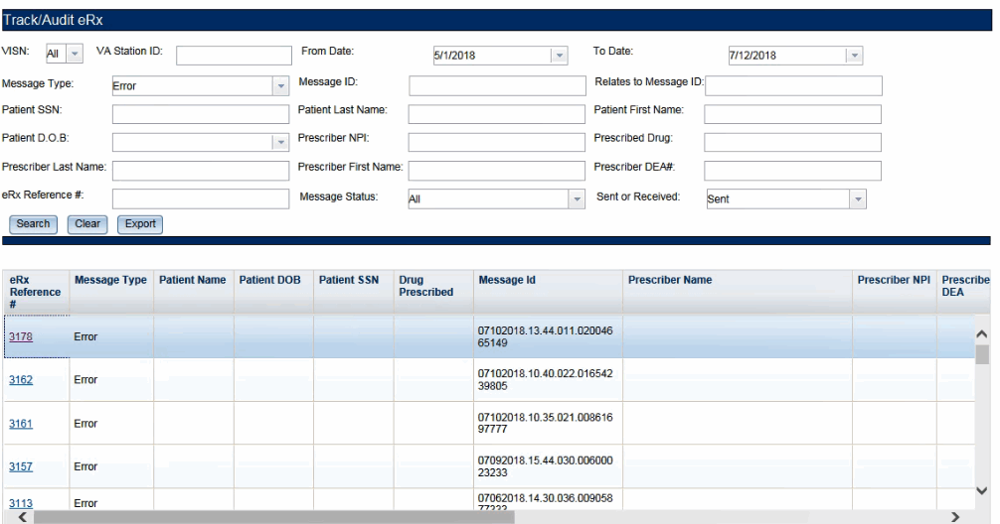 Track/Audit eRx
VISN: All VA Station ID: From Date: 5/1/2018 To Date: 7/12/2018
Message Type: Error Message ID: Relates to Message ID:
Patient SSN: Patient Last Name: Patient First Name:
Patient D.O.B: Prescriber NPI: Prescribed Drug:
Prescriber Last Name: Prescriber First Name: Prescriber DEA#:
eRx Reference #: Message Status: All Sent or Received: Sent
Search Clear Export
eRx Message Type Patient Name Patient DOB Patient SSN Drug Message Id Prescriber Name Prescriber NPI Prescribe
Reference Prescribed DEA
#
3178 Error 07102018.13.44.011.020046
65149
3162 Error 07102018.10.40.022.016542
39805
3161 Error 07102018.10.35.021.008616
97777
3157 Error 07092018.15.44.030.006000
23233
3113 Error 07062018.14.30.036.009058